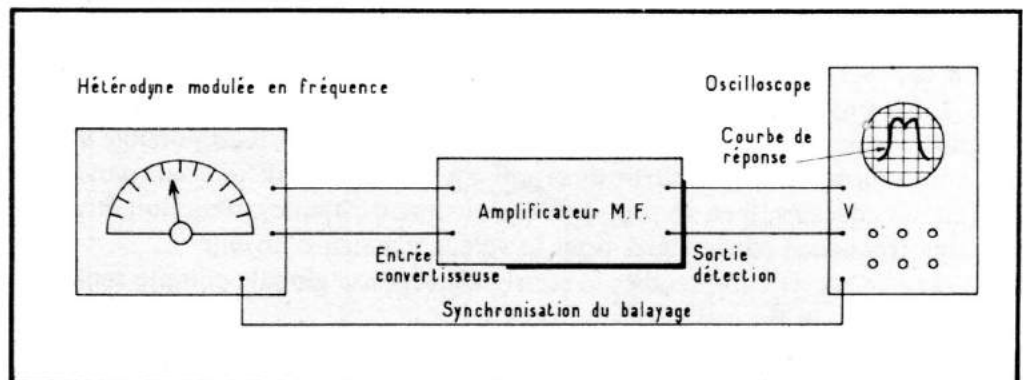 Hétérodyne modulée en fréquence
Oscilloscope
Courbe de
réponse
Amplificateur M.F.
V
Entrée
convertisseuse
Sortie
détection
Synchronisation du balayage